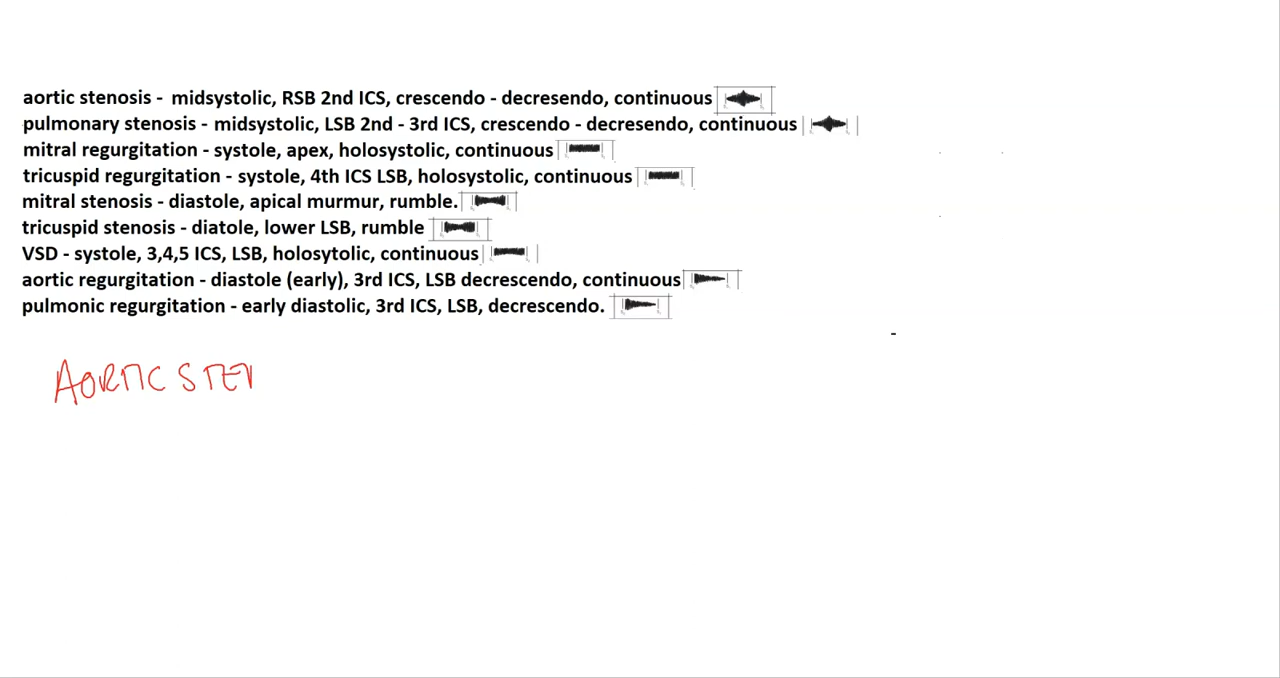 aortic stenosis - midsystolic, RSB 2nd ICS, crescendo - decresendo, continuous
pulmonary stenosis - midsystolic, LSB 2nd - 3rd ICS, crescendo - decresendo, continuous
mitral regurgitation - systole, apex, holosystolic, continuous
tricuspid regurgitation - systole, 4th ICS LSB, holosystolic, continuous
mitral stenosis - diastole, apical murmur, rumble.
tricuspid stenosis - diatole, lower LSB, rumble
VSD - systole, 3,4,5 ICS, LSB, holosytolic, continuous
aortic regurgitation - diastole (early), 3rd ICS, LSB decrescendo, continuous
pulmonic regurgitation - early diastolic, 3rd ICS, LSB, decrescendo.
AORTIC STEN